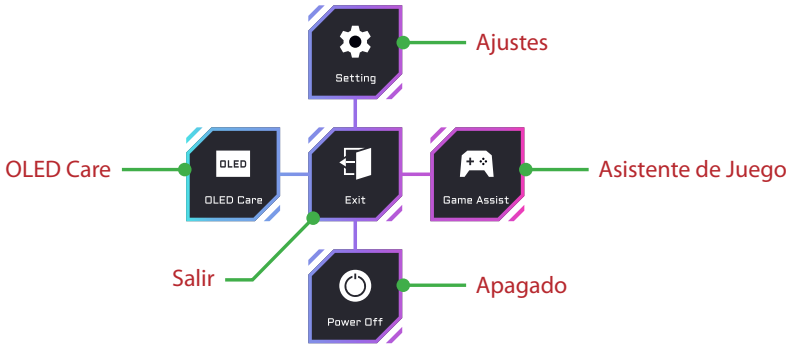 Setting
Ajustes
OLED Care
OLED
OLED Care
Exit
Game Assist
Asistente de Juego
Salir
Power Off
Apagado